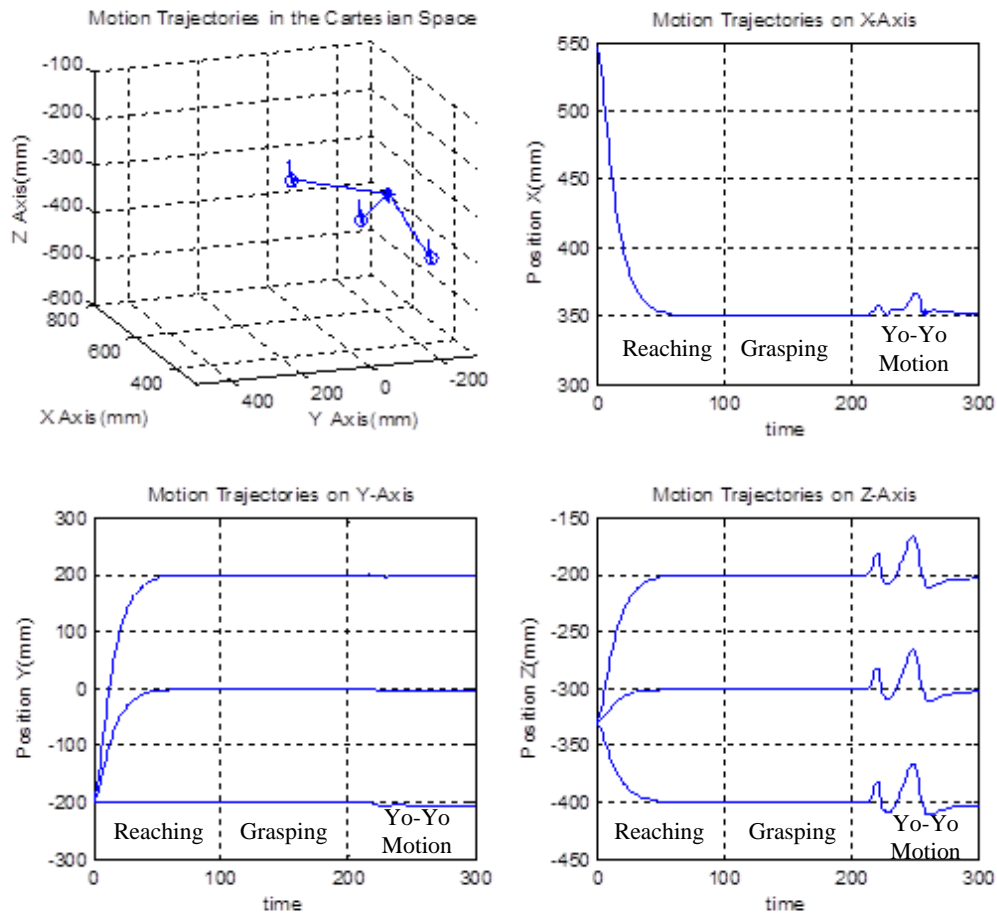 Motion Trajectories in the Cartesian Space
-100
-200
-300
-400
-500
-600
Z Axis(mm)
800
600
400
X Axis(mm)
400
200
0
-200
Y Axis(mm)
Motion Trajectories on X-Axis
550
500
450
400
350
300
Position X(mm)
Reaching
Grasping
Yo-Yo
Motion
0
100
200
300
time
Motion Trajectories on Y-Axis
300
200
100
0
-100
-200
-300
Position Y(mm)
Reaching
Grasping
Yo-Yo
Motion
0
100
200
300
time
Motion Trajectories on Z-Axis
-150
-200
-250
-300
-350
-400
-450
Position Z(mm)
Reaching
Grasping
Yo-Yo
Motion
0
100
200
300
time